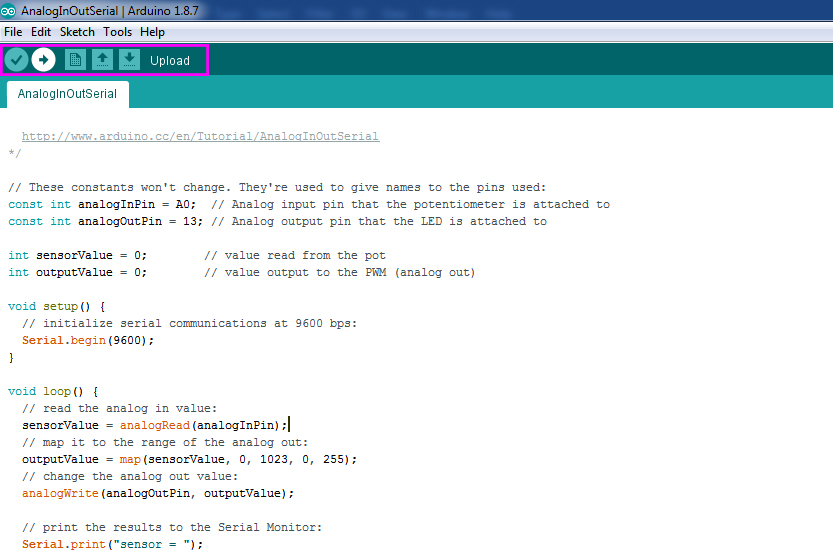 AnalogInOutSerial | Arduino 1.8.7
File Edit Sketch Tools Help
Upload
AnalogInOutSerial
http://www.arduino.cc/en/Tutorial/AnalogInOutSerial
*/
// These constants won't change. They're used to give names to the pins used:
const int analogInPin = A0;  // Analog input pin that the potentiometer is attached to
const int analogOutPin = 13; // Analog output pin that the LED is attached to
int sensorValue = 0;        // value read from the pot
int outputValue = 0;        // value output to the PWM (analog out)
void setup() {
  // initialize serial communications at 9600 bps:
  Serial.begin(9600);
}
void loop() {
  // read the analog in value:
  sensorValue = analogRead(analogInPin);
  // map it to the range of the analog out:
  outputValue = map(sensorValue, 0, 1023, 0, 255);
  // change the analog out value:
  analogWrite(analogOutPin, outputValue);
  // print the results to the Serial Monitor:
  Serial.print("sensor = ");